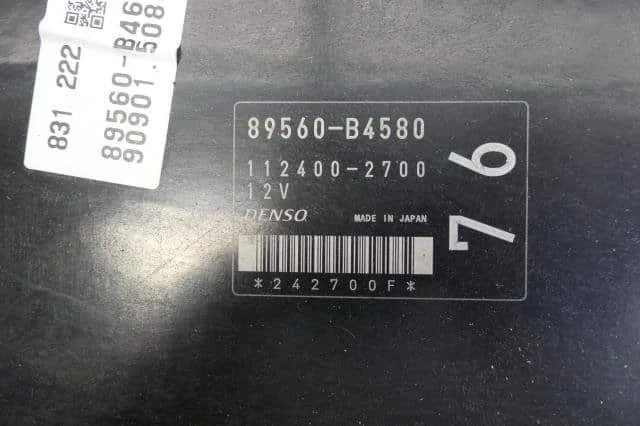 831 222
89560-B46
90901.508
89560-B4580
112400-2700
12V
DENSO MADE IN JAPAN
*242700F*
76